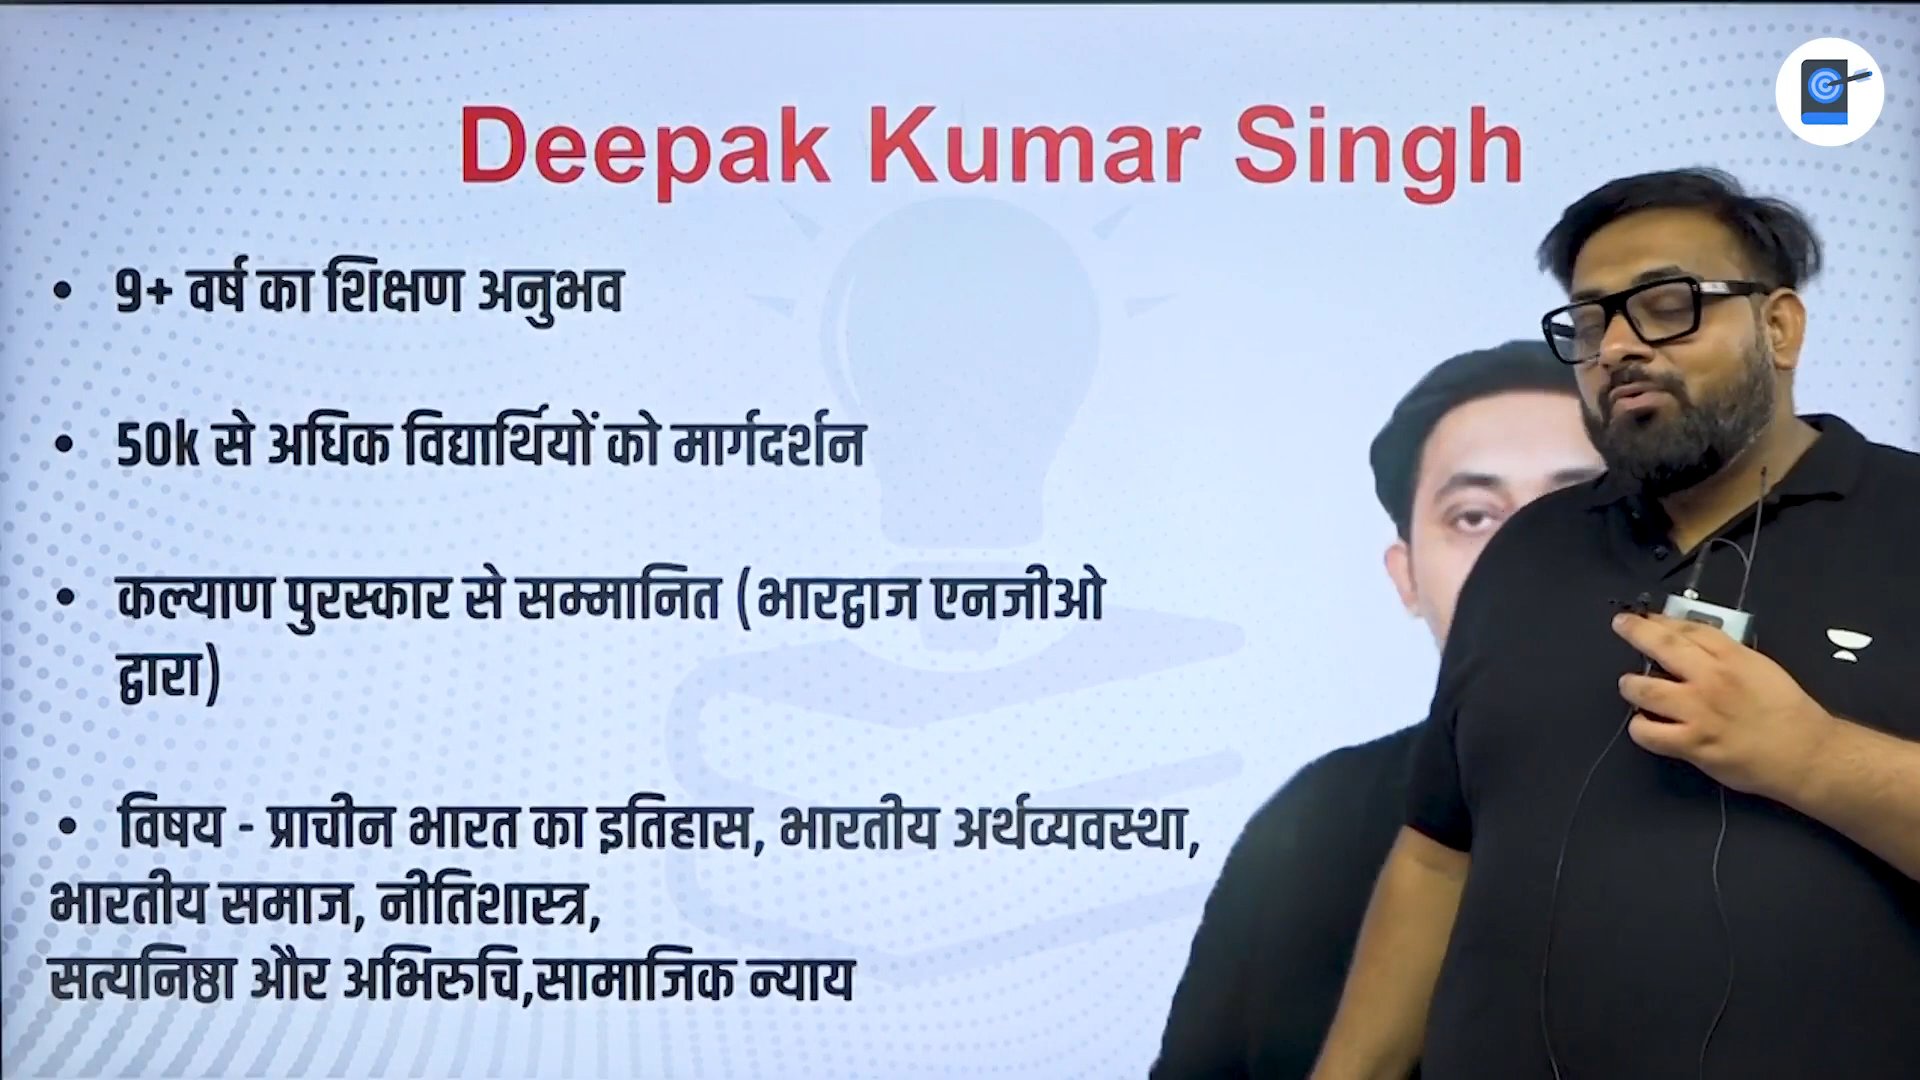 Deepak Kumar Singh
• 9+ वर्ष का शिक्षण अनुभव
• 50k से अधिक विद्यार्थियों को मार्गदर्शन
• कल्याण पुरस्कार से सम्मानित (भारद्वाज एनजीओ
द्वारा)
• विषय - प्राचीन भारत का इतिहास, भारतीय अर्थव्यवस्था,
भारतीय समाज, नीतिशास्त्र,
सत्यनिष्ठा और अभिरुचि,सामाजिक न्याय